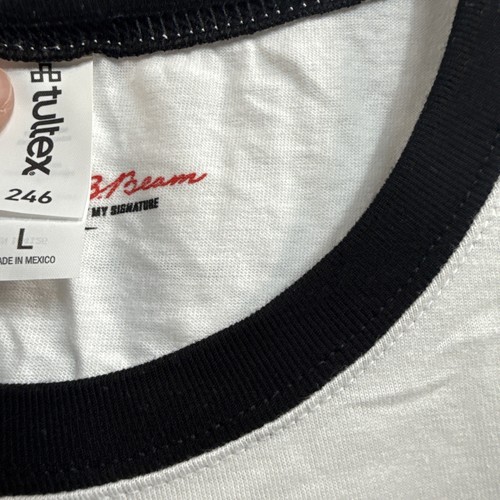 tultex
246
L
ADE IN MEXICO
B. Beam
MY SIGNATURE